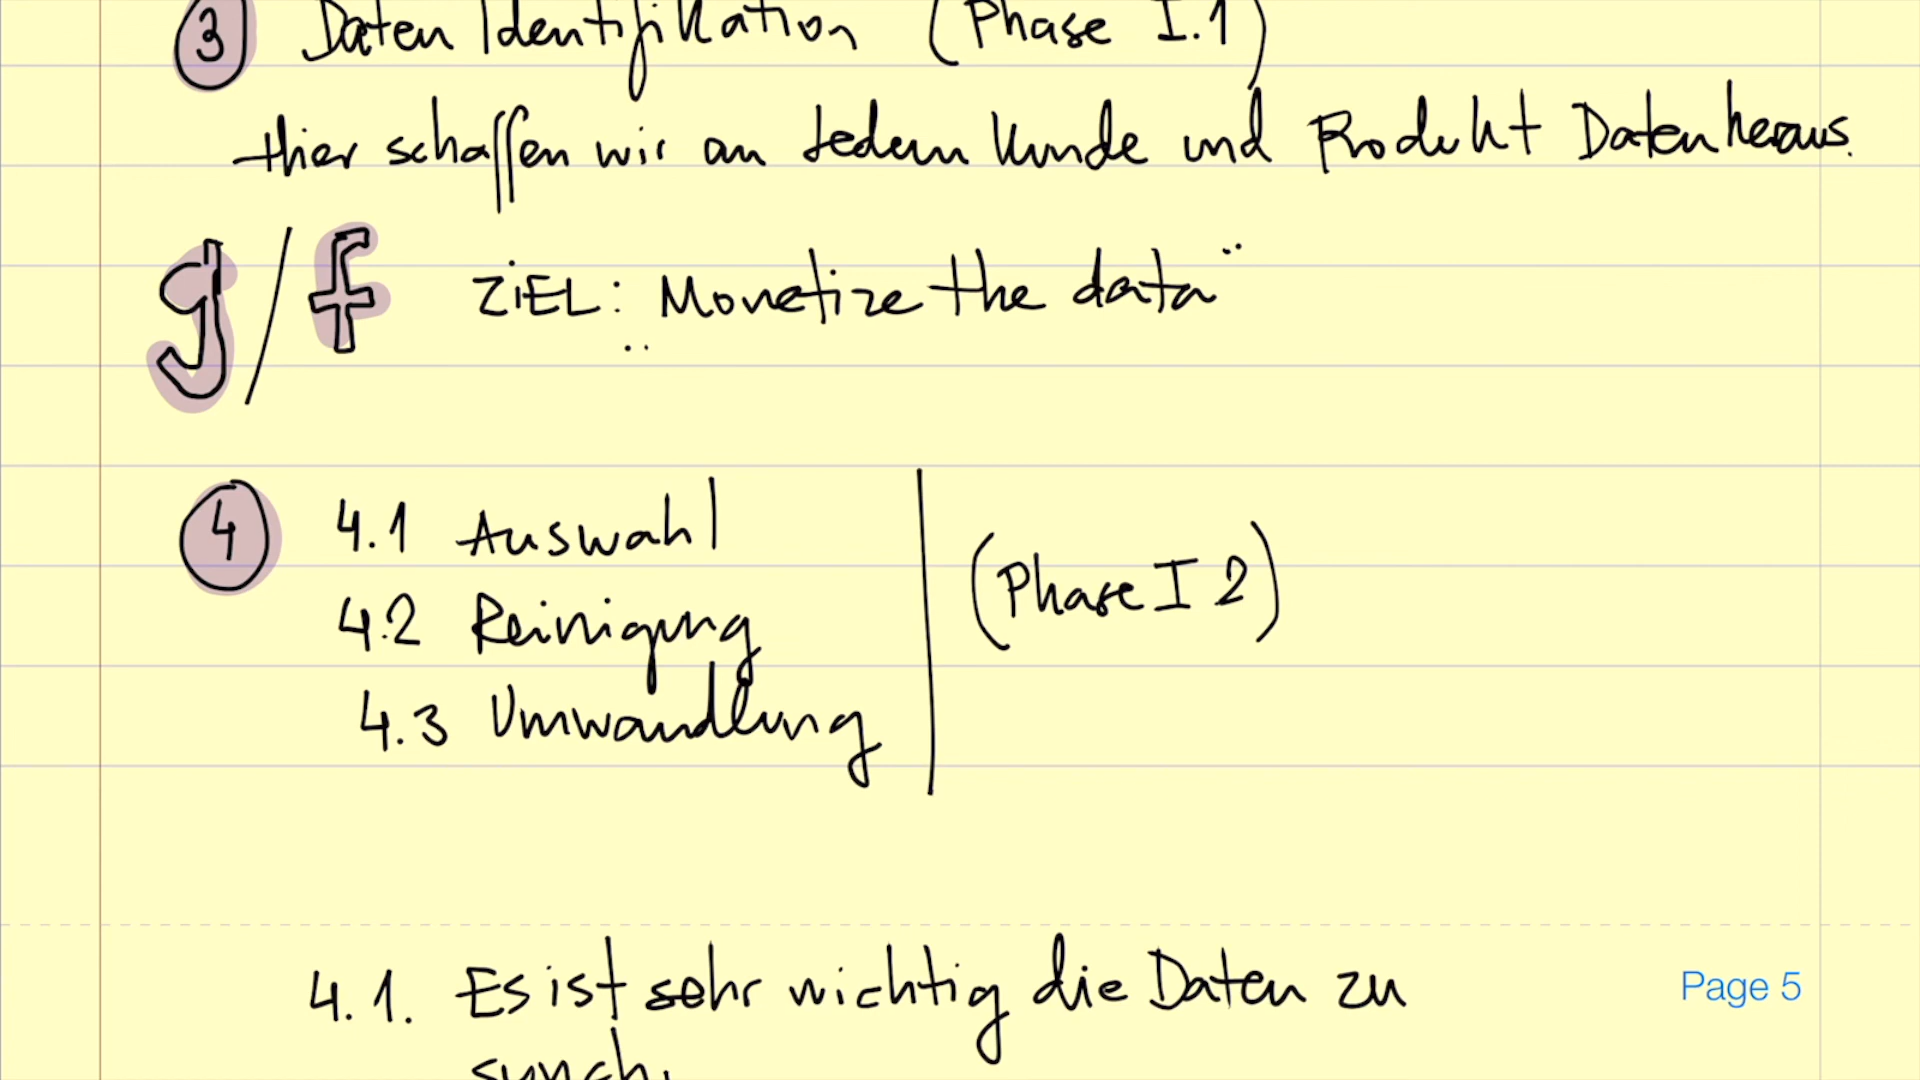 3 Daten Identifikation (Phase I.1)
Hier schaffen wir an jedem Kunde und Produkt Daten heraus.
g/f ZiEL: Monetize the data"
4 4.1 Auswahl
4.2 Reinigung (Phase I 2)
4.3 Umwandlung
4.1. Es ist sehr wichtig die Daten zu
Page 5
synch.